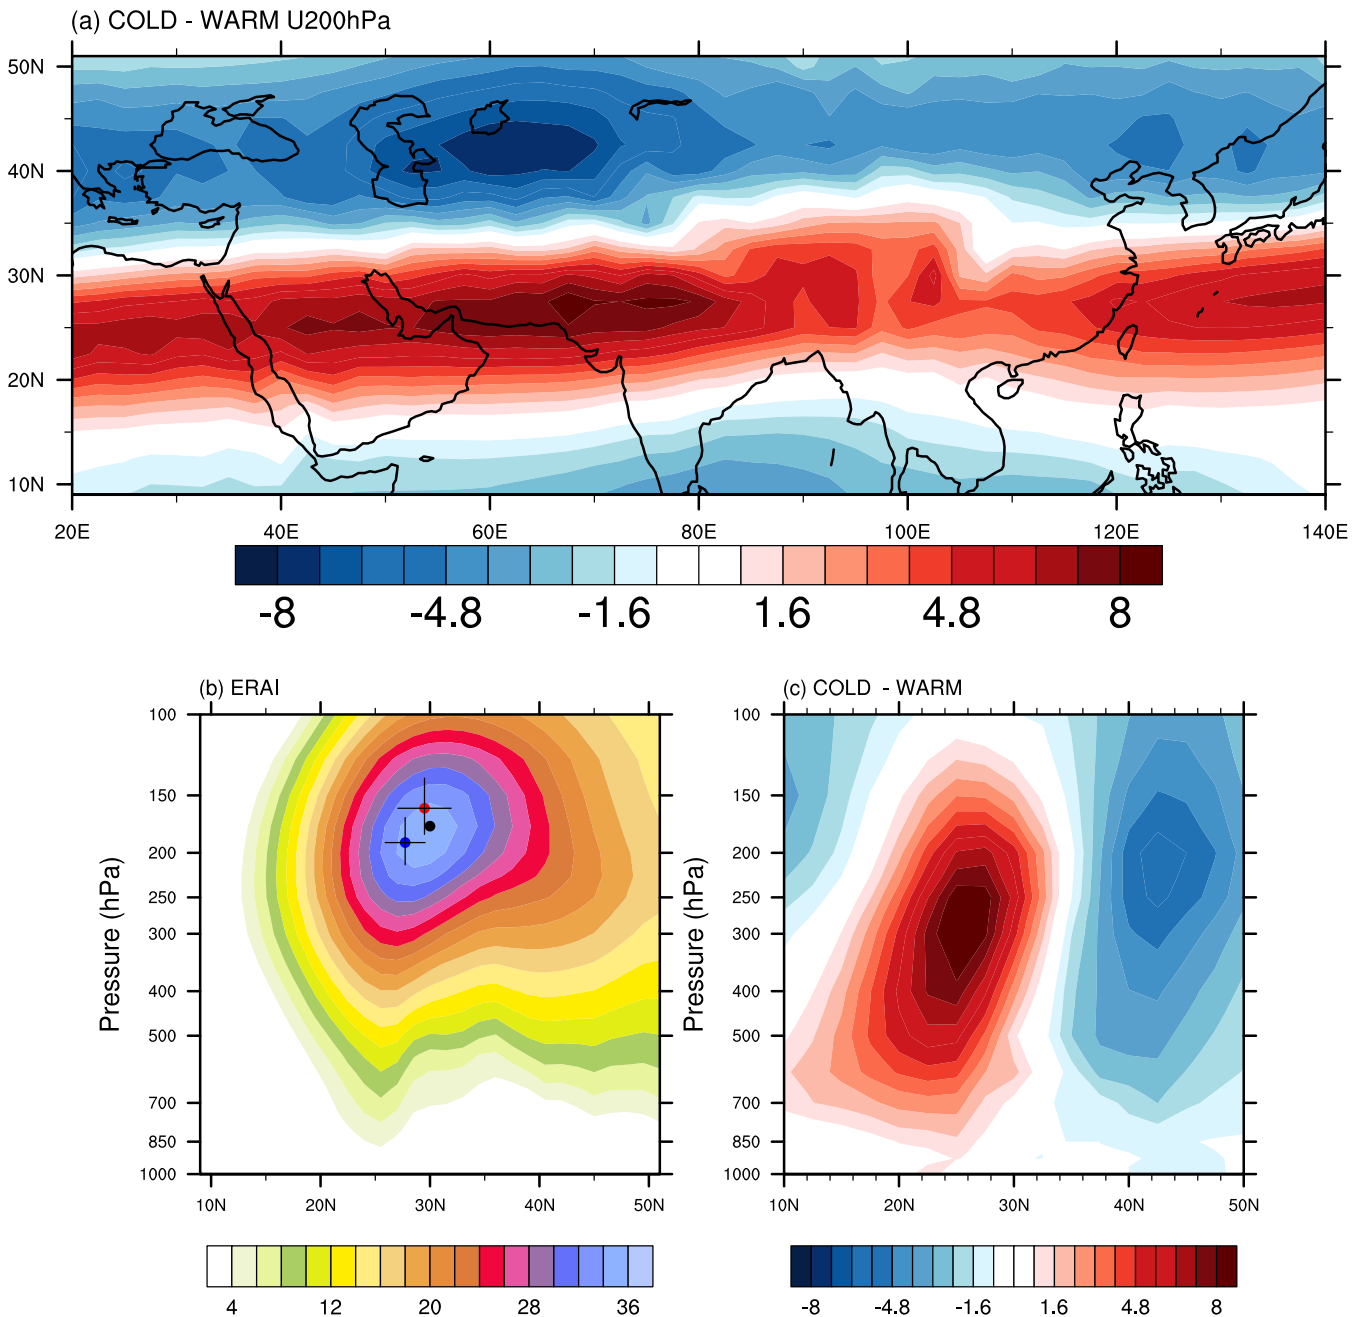 (a) COLD - WARM U200hPa
50N
40N
30N
20N
10N
20E 40E 60E 80E 100E 120E 140E
-8 -4.8 -1.6 1.6 4.8 8
(b) ERAI
Pressure (hPa)
100
150
200
250
300
400
500
700
850
1000
10N 20N 30N 40N 50N
4 12 20 28 36
(c) COLD - WARM
Pressure (hPa)
100
150
200
250
300
400
500
700
850
1000
10N 20N 30N 40N 50N
-8 -4.8 -1.6 1.6 4.8 8